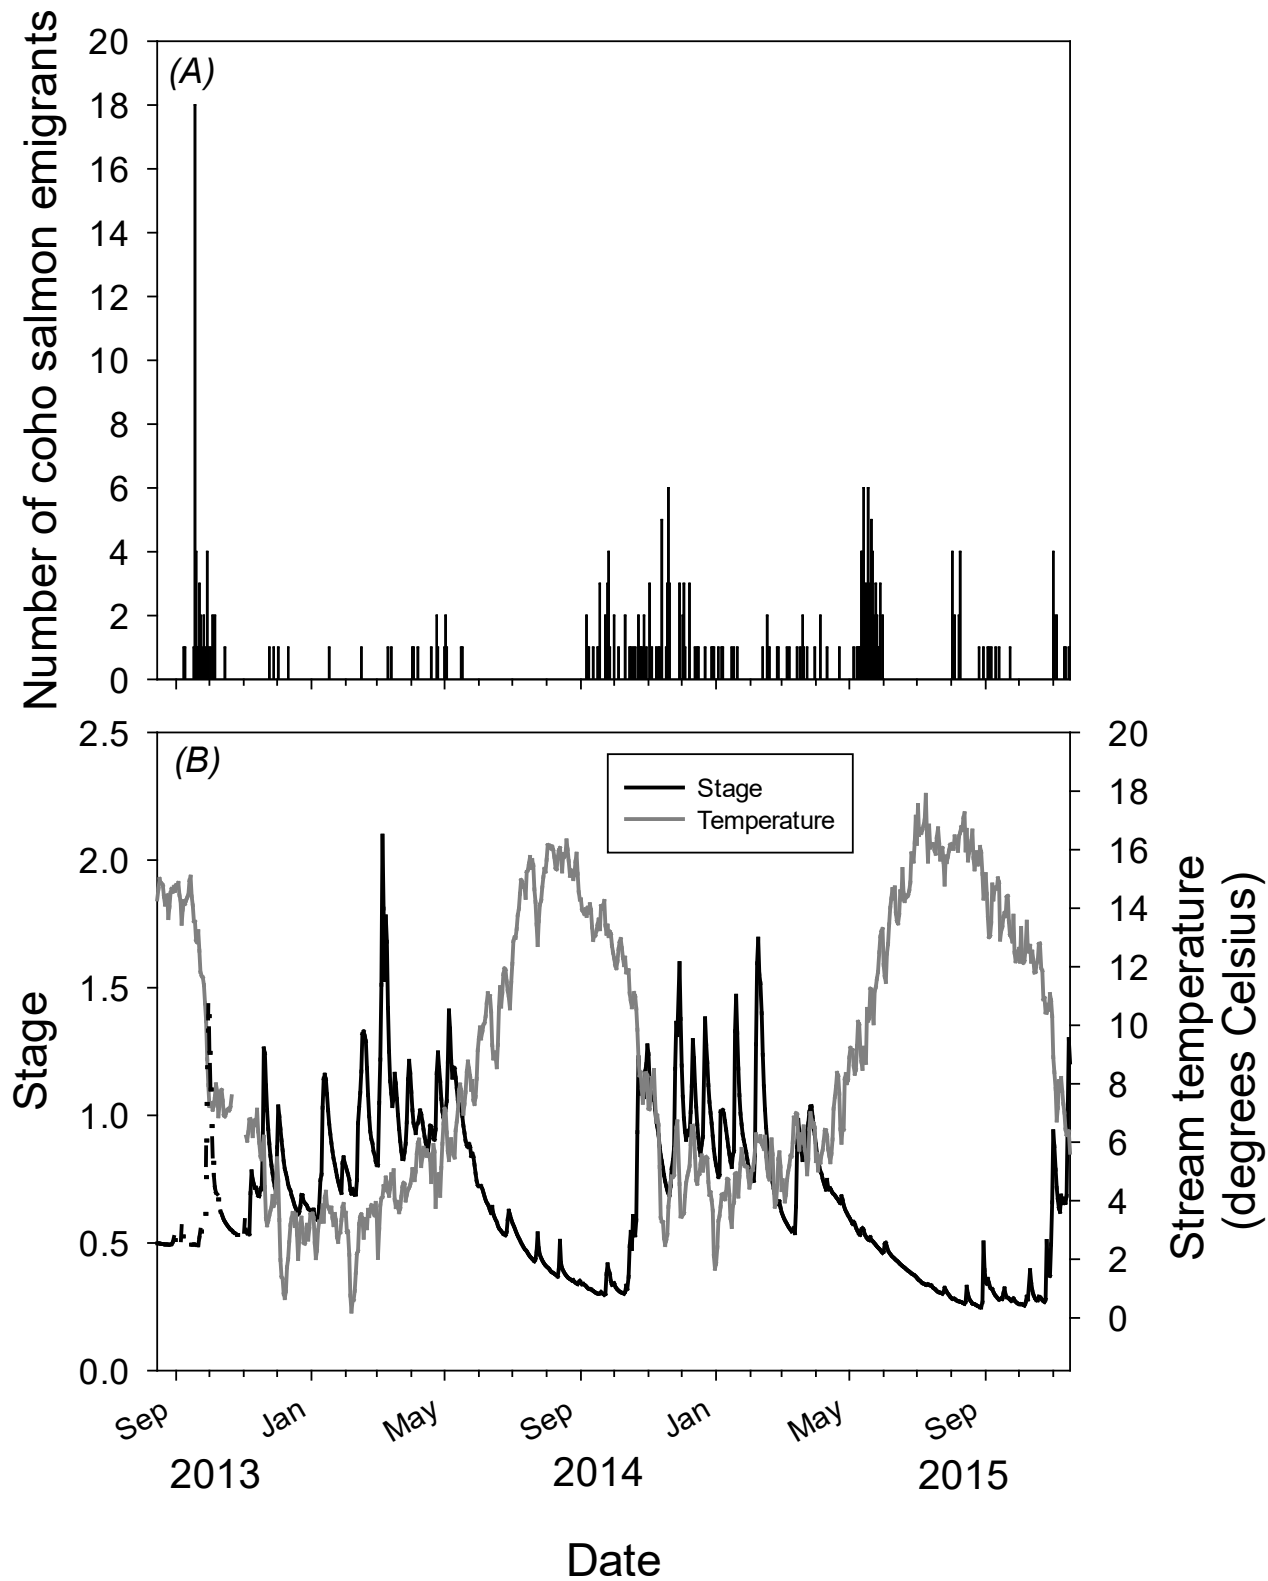 Number of coho salmon emigrants
20
18
16
14
12
10
8
6
4
2
0
(A)
Stage
2.5
2.0
1.5
1.0
0.5
0.0
(B)
Stage
Temperature
20
18
16
14
12
10
8
6
4
2
0
Stream temperature
(degrees Celsius)
Sep Jan May Sep Jan May Sep
2013 2014 2015
Date